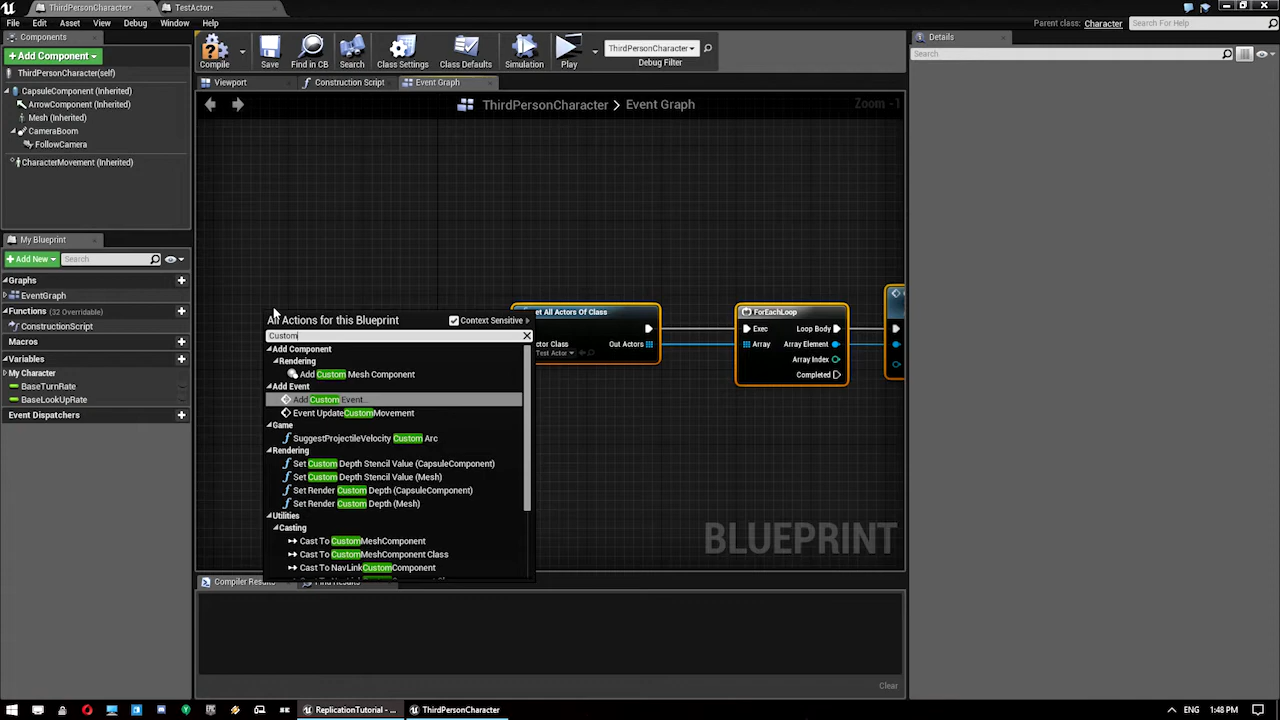 ThirdPersonCharacter*
TestActor*
File Edit Asset View Debug Window Help
Parent class: Character
Search For Help
Components
Details
Add Component
Compile
Save
Find in CB
Search
Class Settings
Class Defaults
Simulation
Play
ThirdPersonCharacter
Debug Filter
Search
ThirdPersonCharacter(self)
CapsuleComponent (Inherited)
ArrowComponent (Inherited)
Mesh (Inherited)
CameraBoom
FollowCamera
CharacterMovement (Inherited)
Viewport
Construction Script
Event Graph
ThirdPersonCharacter > Event Graph
Zoom -1
My Blueprint
Add New
Search
Graphs
EventGraph
Functions (32 Overridable)
ConstructionScript
Macros
Variables
My Character
BaseTurnRate
BaseLookUpRate
Event Dispatchers
All Actions for this Blueprint
Context Sensitive
Custom
Add Component
Rendering
Add Custom Mesh Component
Add Event
Add Custom Event...
Event UpdateCustomMovement
Game
SuggestProjectileVelocity Custom Arc
Rendering
Set Custom Depth Stencil Value (CapsuleComponent)
Set Custom Depth Stencil Value (Mesh)
Set Render Custom Depth (CapsuleComponent)
Set Render Custom Depth (Mesh)
Utilities
Casting
Cast To CustomMeshComponent
Cast To CustomMeshComponent Class
Cast To NavLinkCustomComponent
et All Actors Of Class
ctor Class
Test Actor
Out Actors
ForEachLoop
Exec
Loop Body
Array
Array Element
Array Index
Completed
BLUEPRINT
Compiler Results
Find Results
Clear
ReplicationTutorial - ...
ThirdPersonCharacter
ENG
1:48 PM